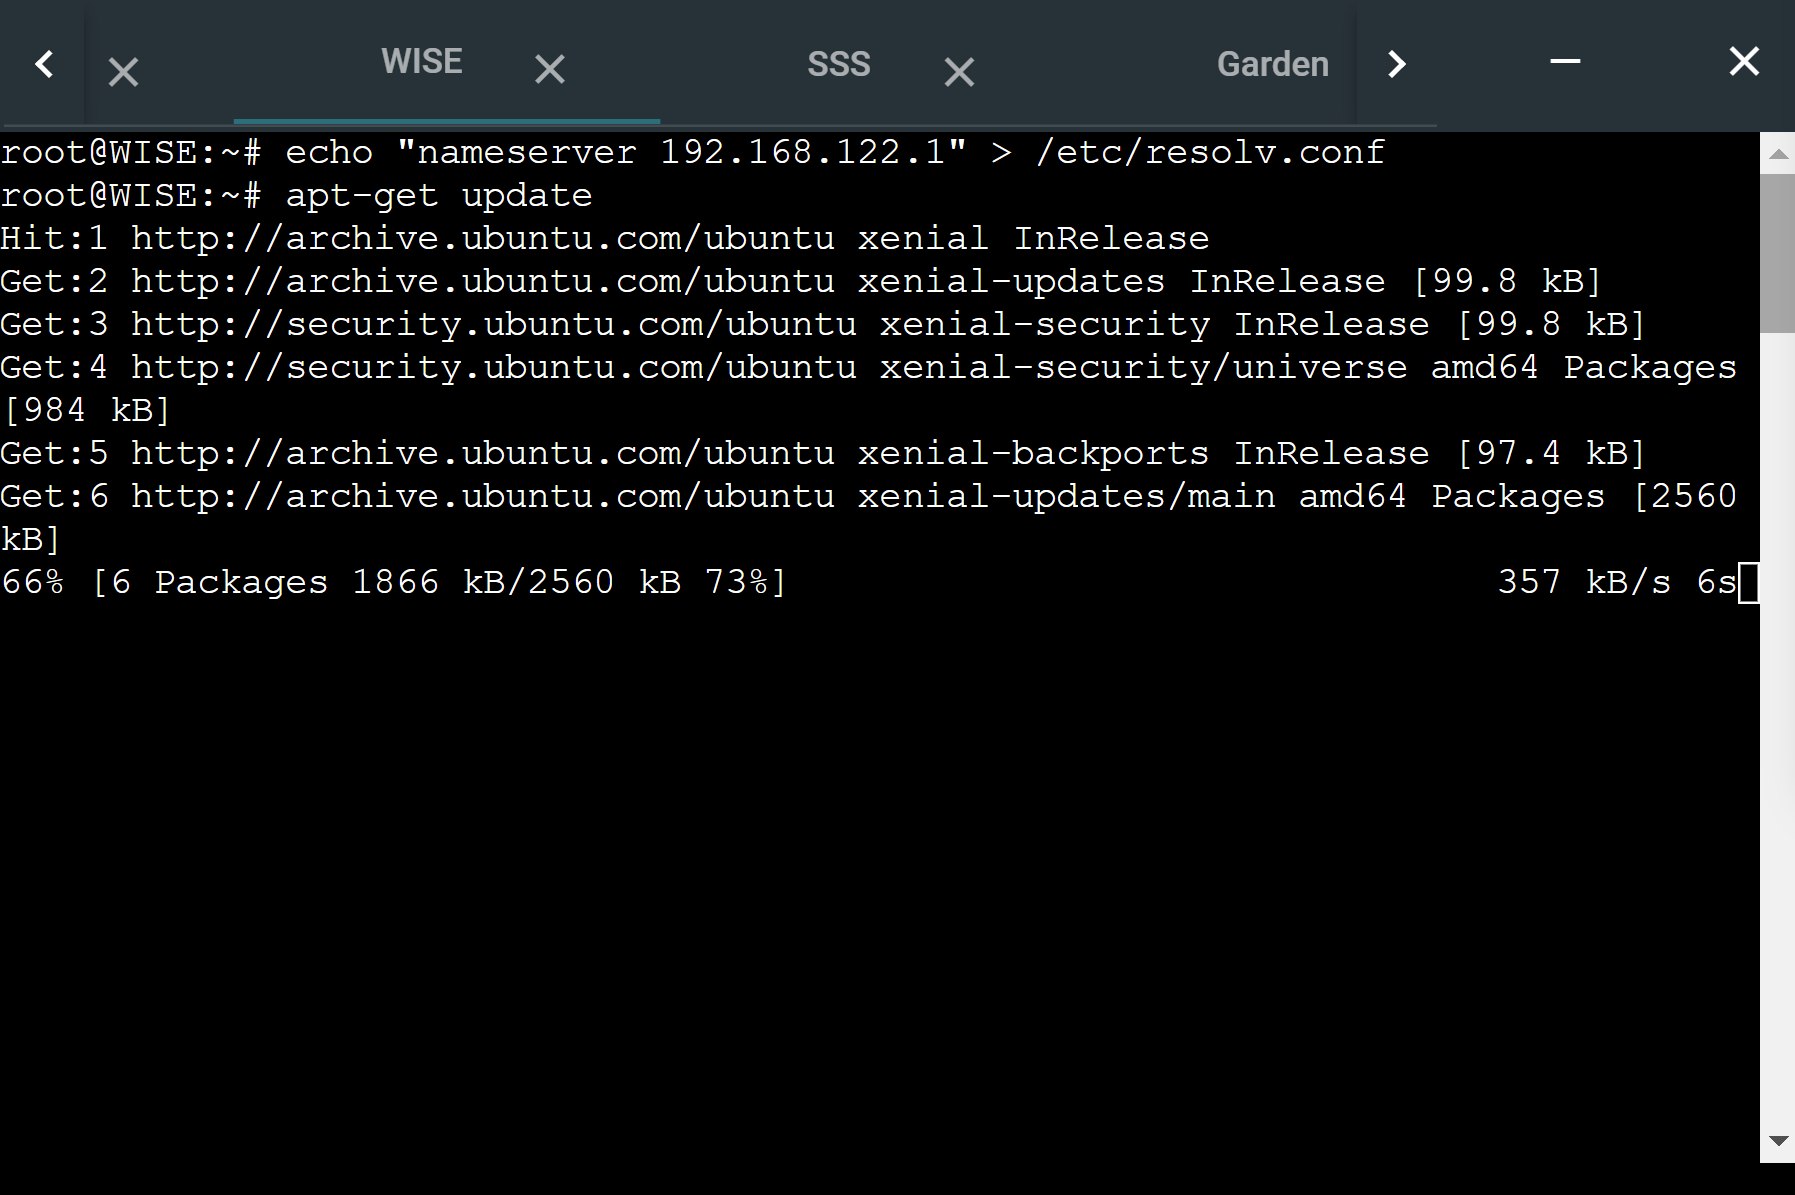 WISE SSS Garden
root@WISE:~# echo "nameserver 192.168.122.1" > /etc/resolv.conf
root@WISE:~# apt-get update
Hit:1 http://archive.ubuntu.com/ubuntu xenial InRelease
Get:2 http://archive.ubuntu.com/ubuntu xenial-updates InRelease [99.8 kB]
Get:3 http://security.ubuntu.com/ubuntu xenial-security InRelease [99.8 kB]
Get:4 http://security.ubuntu.com/ubuntu xenial-security/universe amd64 Packages
[984 kB]
Get:5 http://archive.ubuntu.com/ubuntu xenial-backports InRelease [97.4 kB]
Get:6 http://archive.ubuntu.com/ubuntu xenial-updates/main amd64 Packages [2560
kB]
66% [6 Packages 1866 kB/2560 kB 73%] 357 kB/s 6s